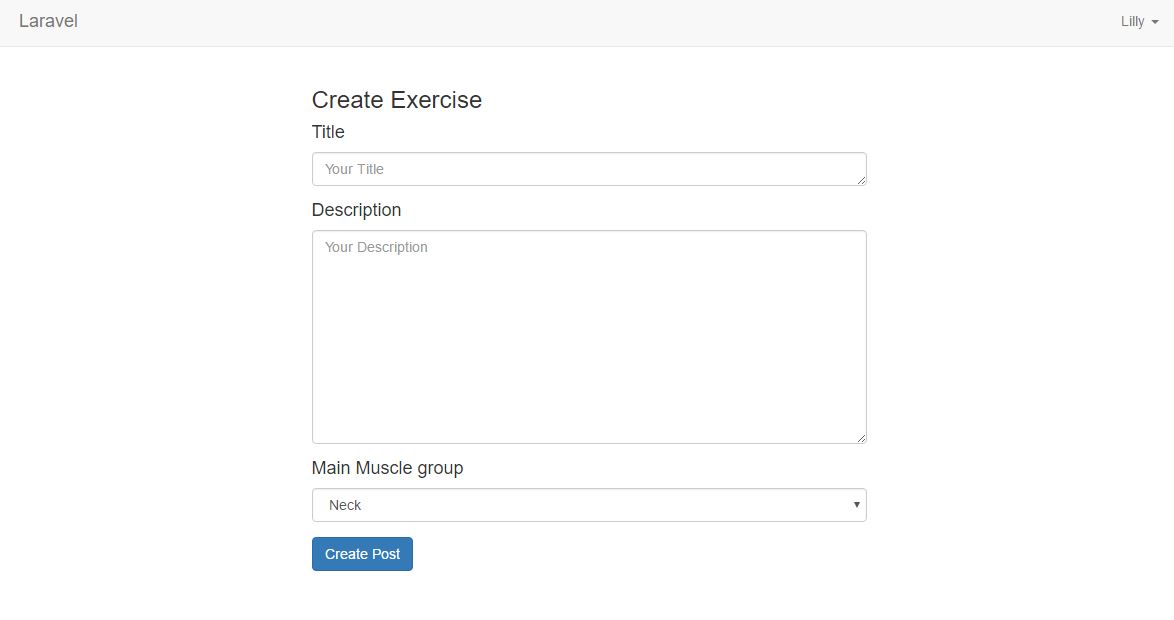 Laravel
Lilly
Create Exercise
Title
Your Title
Description
Your Description
Main Muscle group
Neck
Create Post